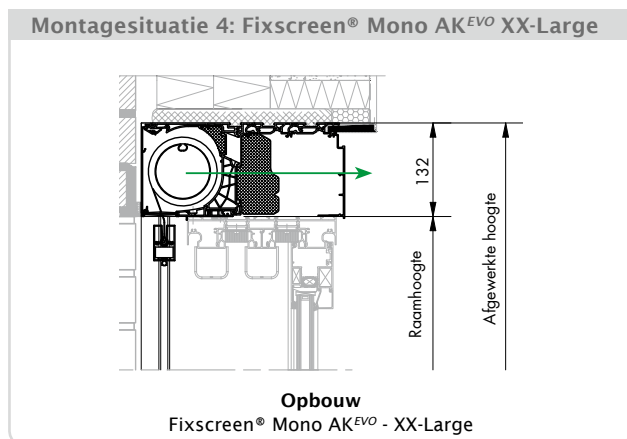 Montagesituatie 4: Fixscreen® Mono AKEVO XX-Large
132
Raamhoogte
Afgewerkte hoogte
Opbouw
Fixscreen® Mono AKEVO - XX-Large